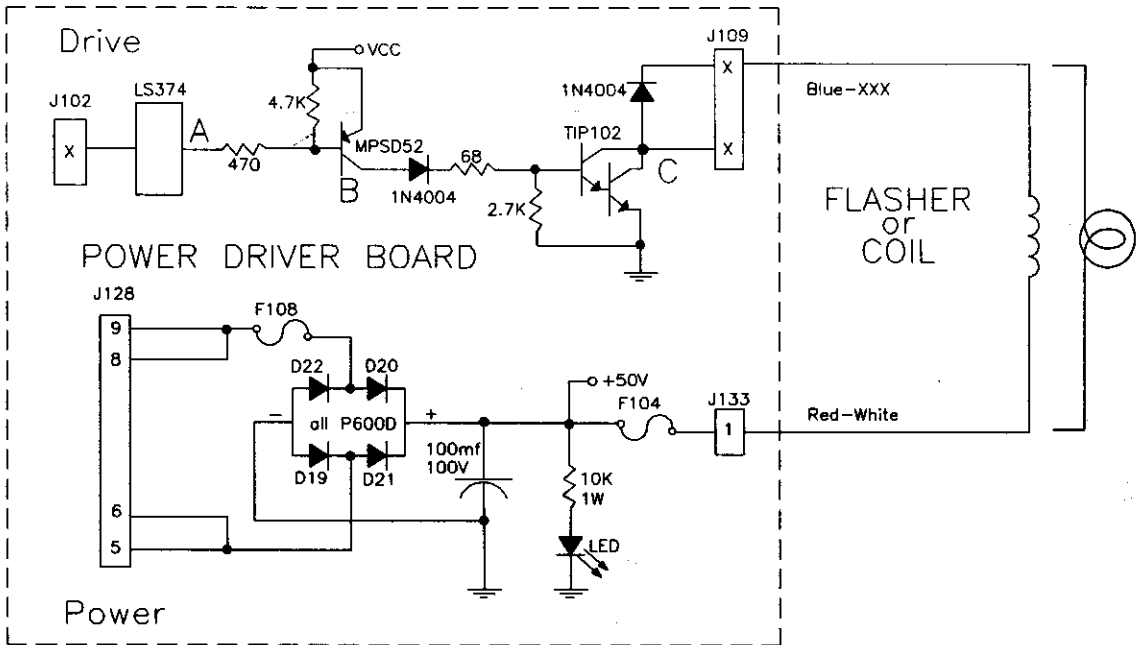 Drive
J109
VCC
LS374
J102
4.7K
1N4004
X
Blue-XXX
A
X
MPSD52
TIP102
X
470
B
1N4004
68
C
2.7K
FLASHER
or
COIL
POWER DRIVER BOARD
J128
F108
9
8
D22
D20
+50V
F104
J133
-
all P600D
+
Red-White
1
100mf
100V
D19
D21
10K
1W
6
5
LED
Power